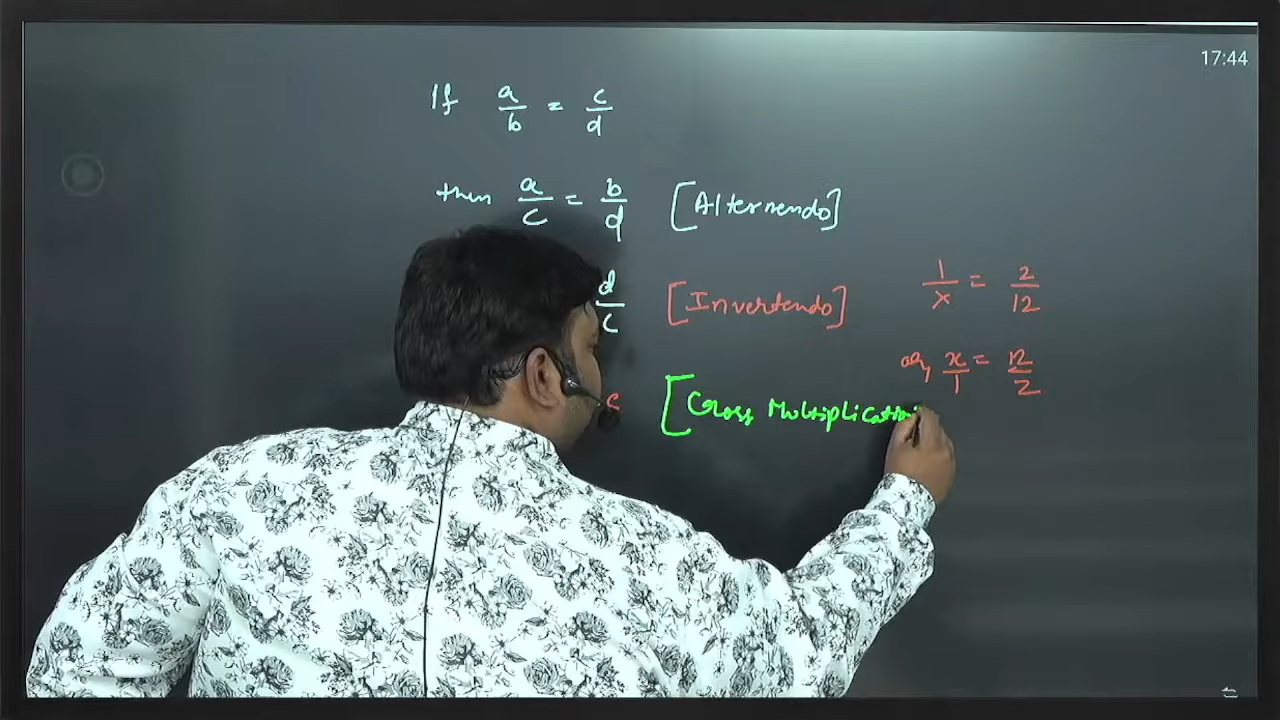 17:44
If a/b = c/d
then a/c = b/d [Alternendo]
d/c [Invertendo]
1/x = 2/12
or, x/1 = 12/2
c [Cross Multiplication